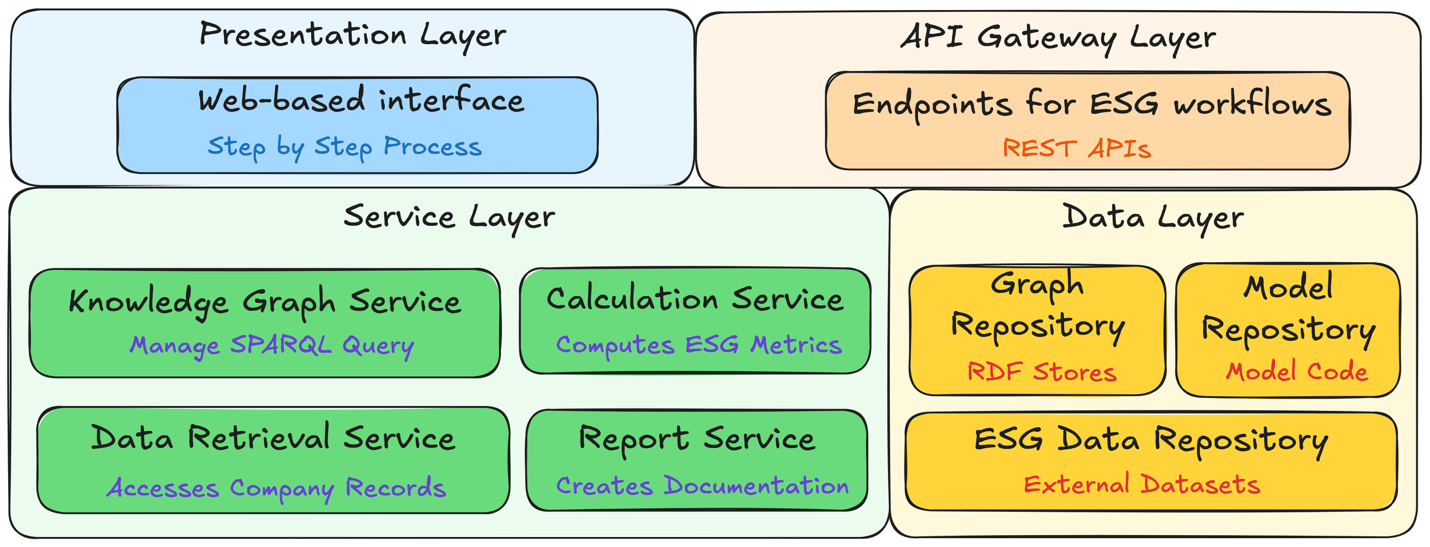 Presentation Layer
Web-based interface
Step by Step Process
API Gateway Layer
Endpoints for ESG workflows
REST APIs
Service Layer
Knowledge Graph Service
Manage SPARQL Query
Calculation Service
Computes ESG Metrics
Data Retrieval Service
Accesses Company Records
Report Service
Creates Documentation
Data Layer
Graph
Repository
RDF Stores
Model
Repository
Model Code
ESG Data Repository
External Datasets